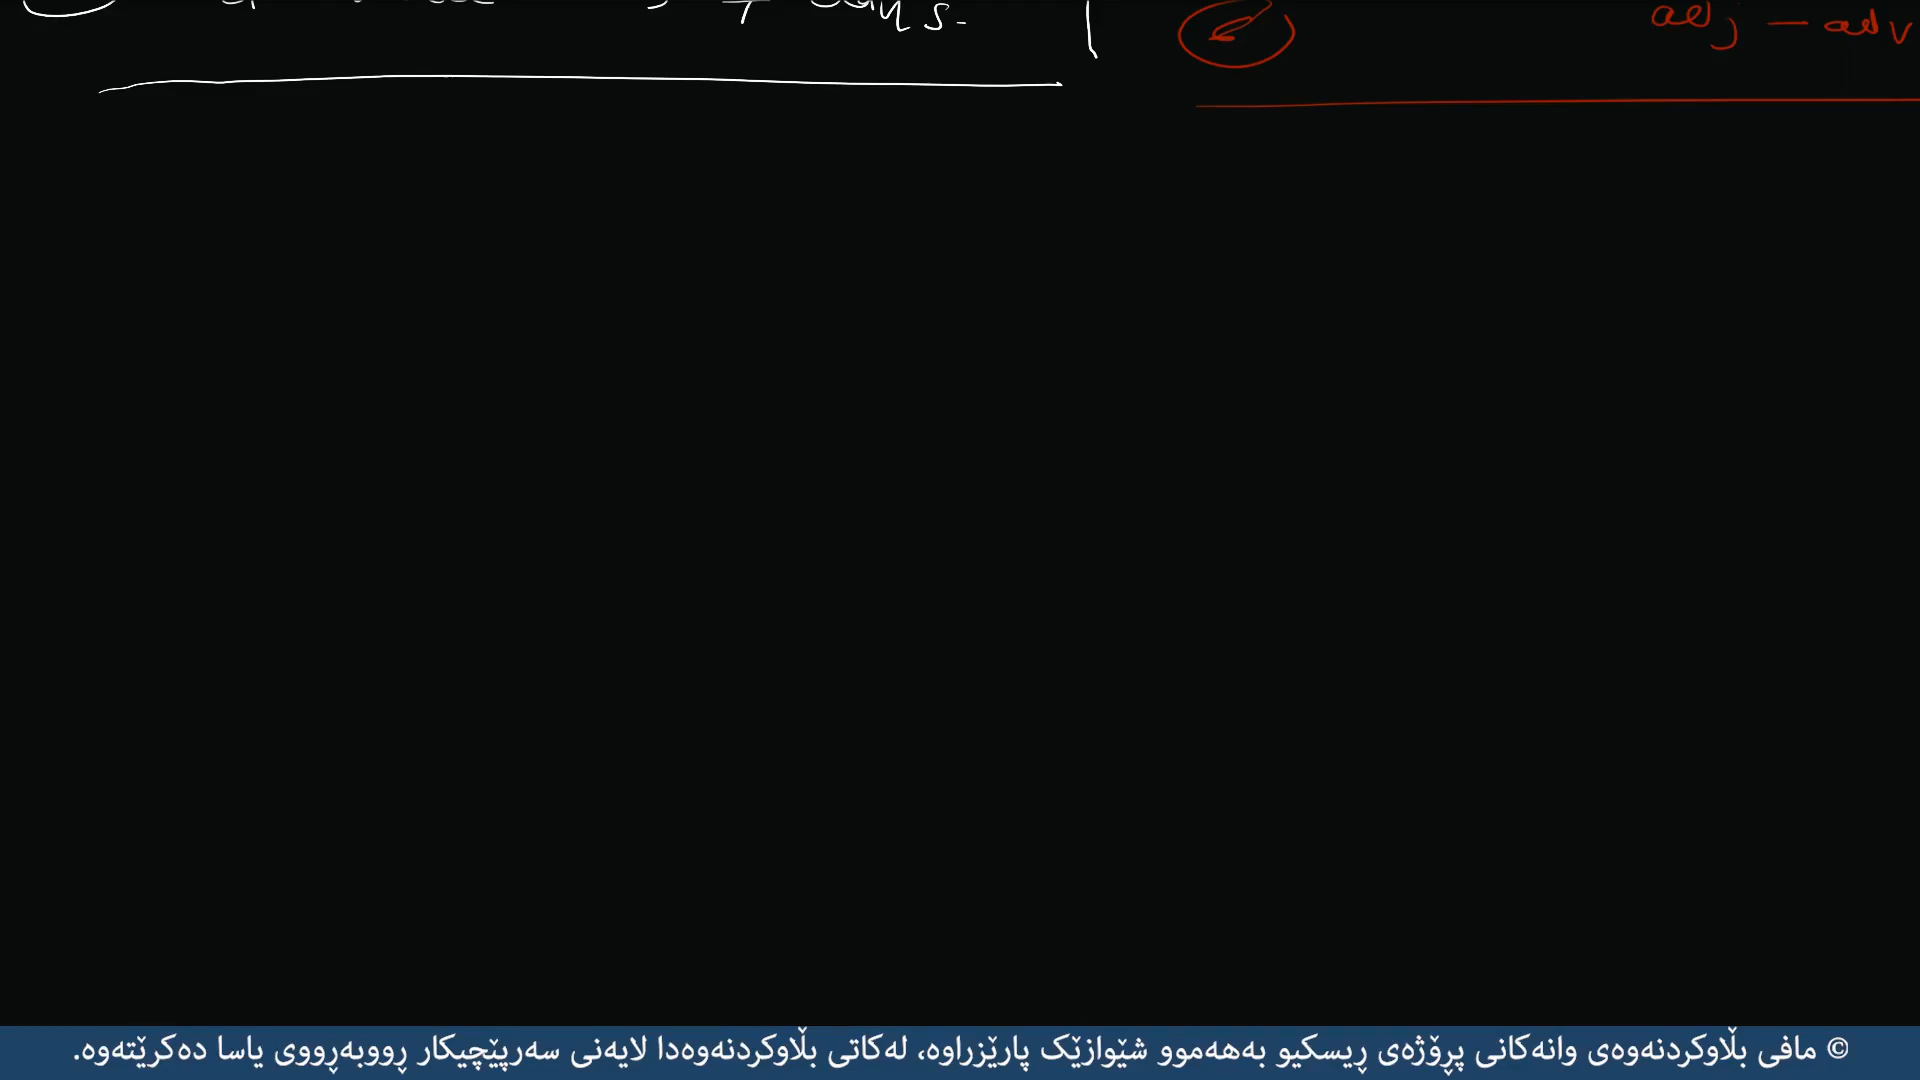 adj — adv
© مافی بڵاوکردنەوەی وانەکانی پڕۆژەی ڕیسکیو بەهەموو شێوازێک پارێزراوە، لەکاتی بڵاوکردنەوەدا لایەنی سەرپێچیکار ڕووبەڕووی یاسا دەکرێتەوە.